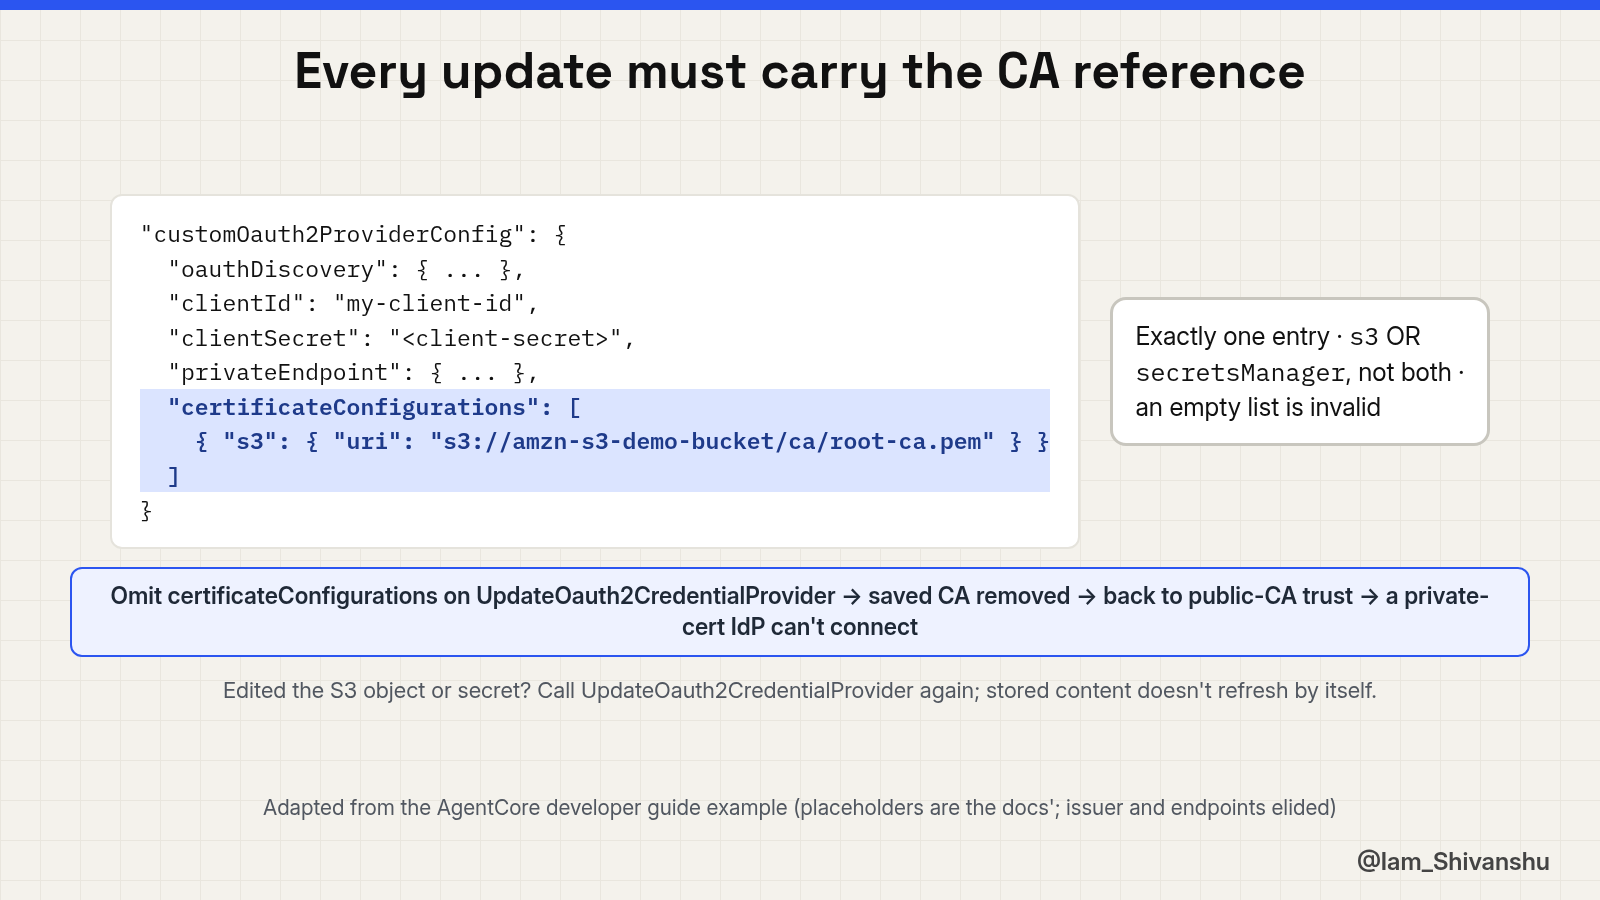 Every update must carry the CA reference
"customOauth2ProviderConfig": {
  "oauthDiscovery": { ... },
  "clientId": "my-client-id",
  "clientSecret": "<client-secret>",
  "privateEndpoint": { ... },
  "certificateConfigurations": [
    { "s3": { "uri": "s3://amzn-s3-demo-bucket/ca/root-ca.pem" } }
  ]
}
Exactly one entry · s3 OR
secretsManager, not both ·
an empty list is invalid
Omit certificateConfigurations on UpdateOauth2CredentialProvider → saved CA removed → back to public-CA trust → a private-
cert IdP can't connect
Edited the S3 object or secret? Call UpdateOauth2CredentialProvider again; stored content doesn't refresh by itself.
Adapted from the AgentCore developer guide example (placeholders are the docs'; issuer and endpoints elided)
@Iam_Shivanshu